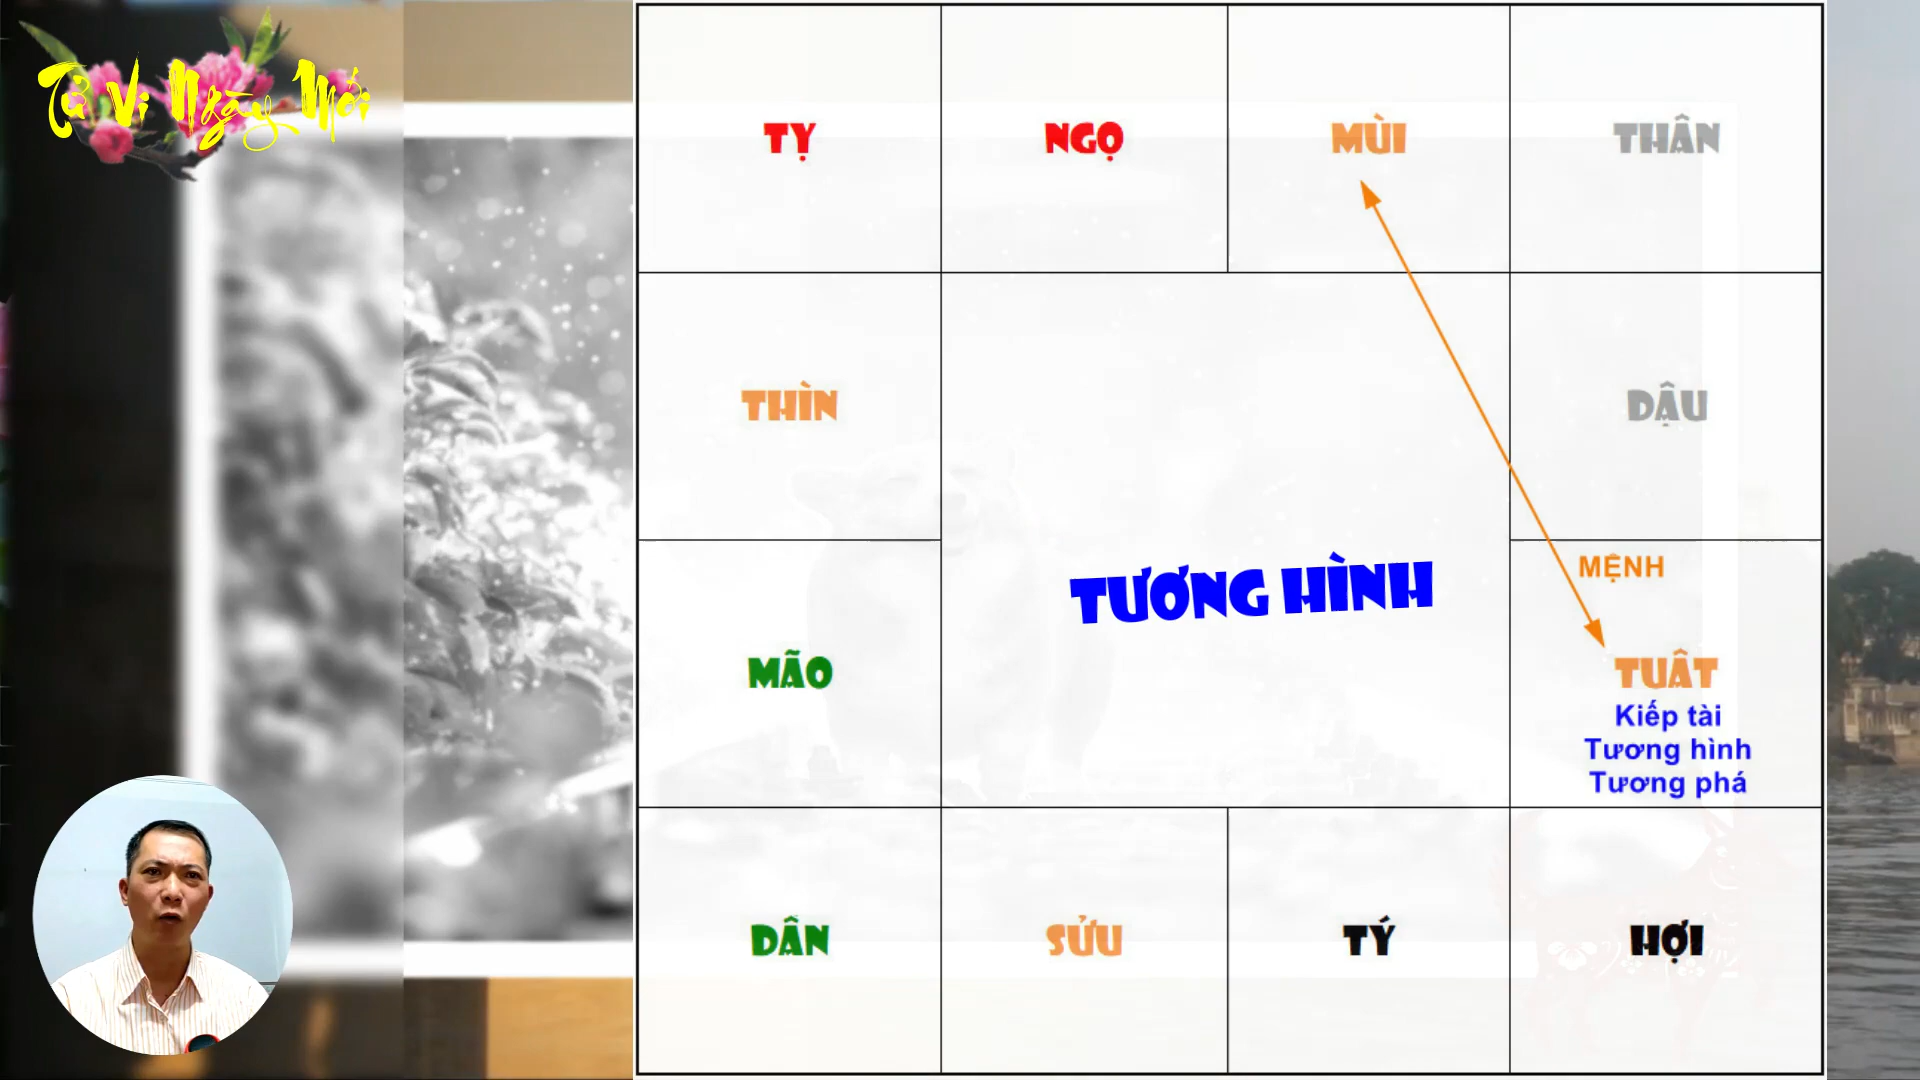 Tử Vi Ngày Mới
TỴ
NGỌ
MÙI
THÂN
THÌN
DẬU
MỆNH
TƯƠNG HÌNH
MÃO
TUẤT
Kiếp tài
Tương hình
Tương phá
DẦN
SỬU
TÝ
HỢI